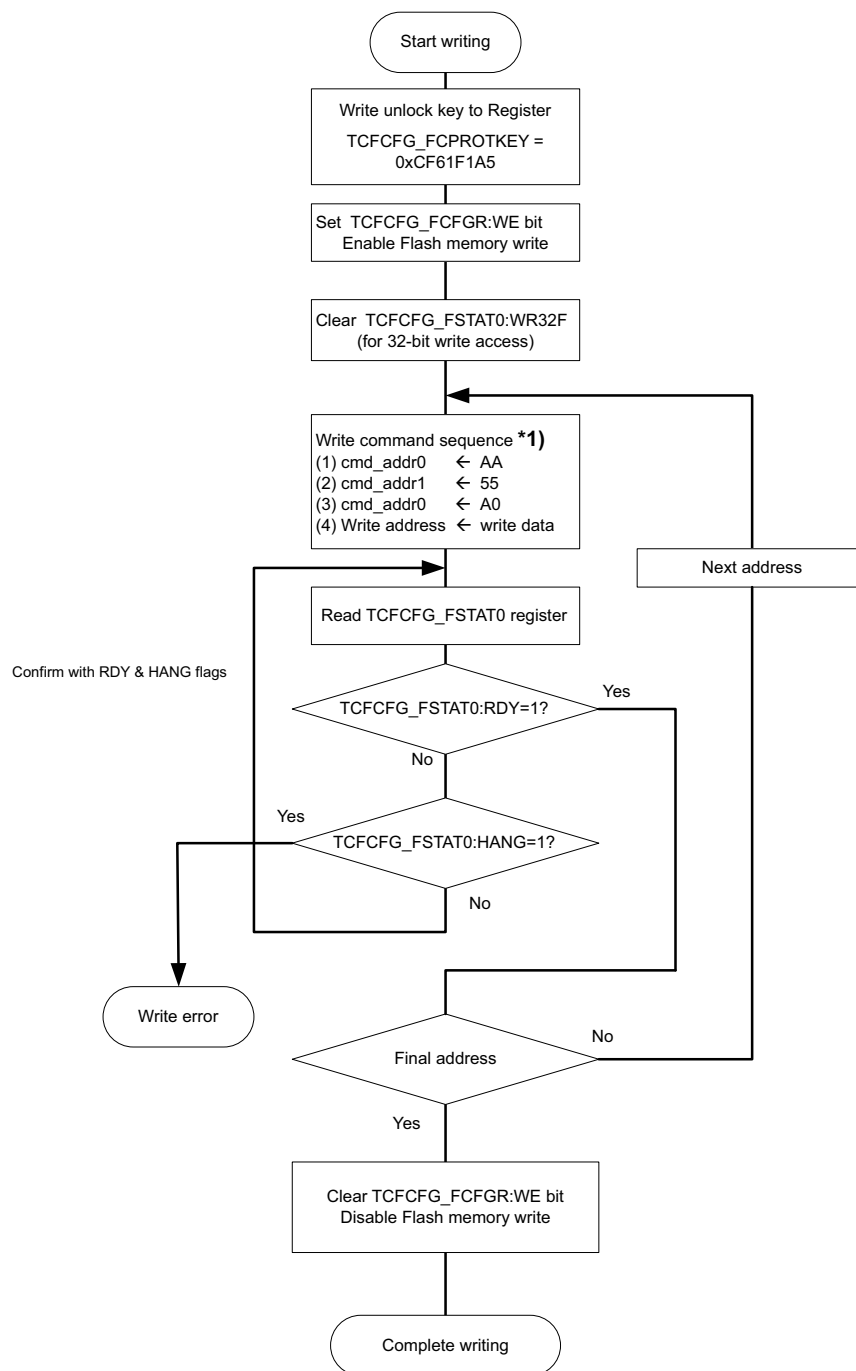 Start writing
Write unlock key to Register
TCFCFG_FCPROTKEY =
0xCF61F1A5
Set TCFCFG_FCFGR:WE bit
Enable Flash memory write
Clear TCFCFG_FSTAT0:WR32F
(for 32-bit write access)
Write command sequence *1)
(1) cmd_addr0 ← AA
(2) cmd_addr1 ← 55
(3) cmd_addr0 ← A0
(4) Write address ← write data
Next address
Read TCFCFG_FSTAT0 register
Confirm with RDY & HANG flags
TCFCFG_FSTAT0:RDY=1?
Yes
No
Yes
TCFCFG_FSTAT0:HANG=1?
No
Write error
Final address
No
Yes
Clear TCFCFG_FCFGR:WE bit
Disable Flash memory write
Complete writing